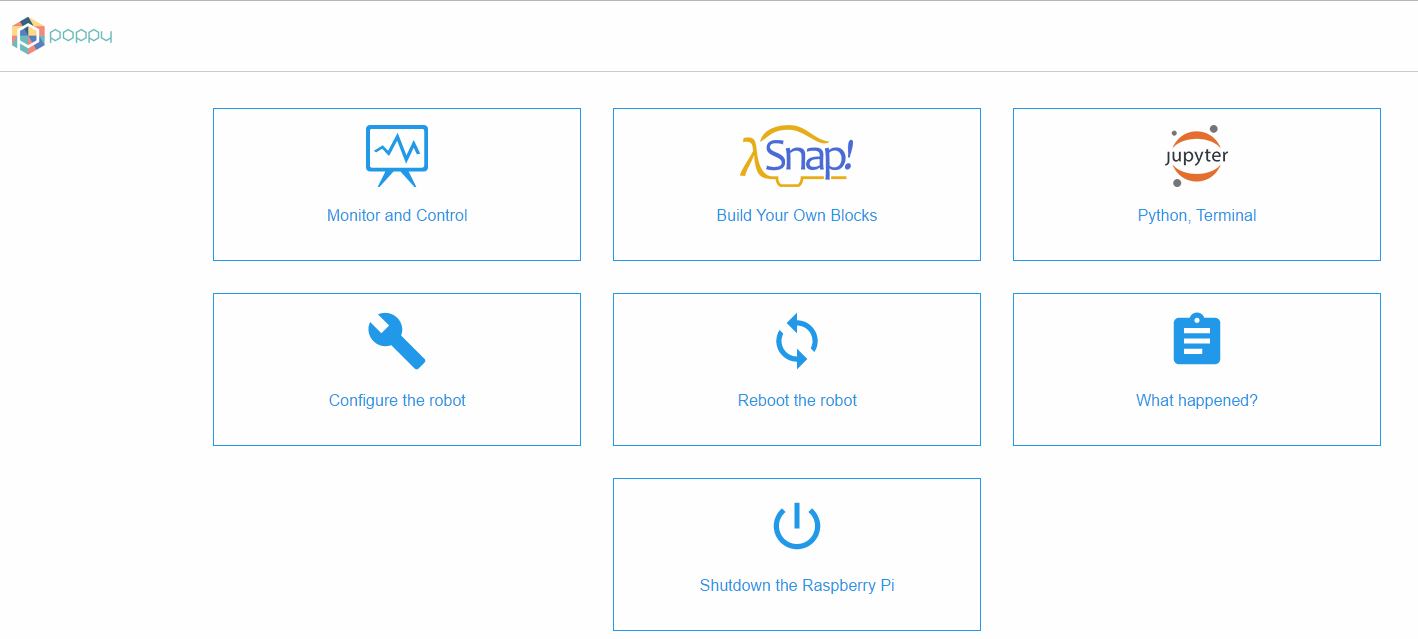 poppy
λSnap!
jupyter
Monitor and Control
Build Your Own Blocks
Python, Terminal
Configure the robot
Reboot the robot
What happened?
Shutdown the Raspberry Pi